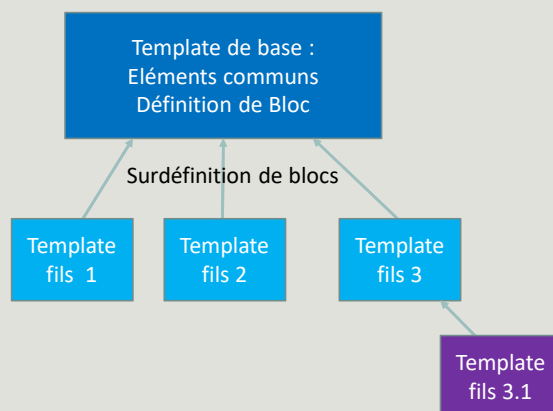 Template de base :
Eléments communs
Définition de Bloc
Surdéfinition de blocs
Template
fils 1
Template
fils 2
Template
fils 3
Template
fils 3.1